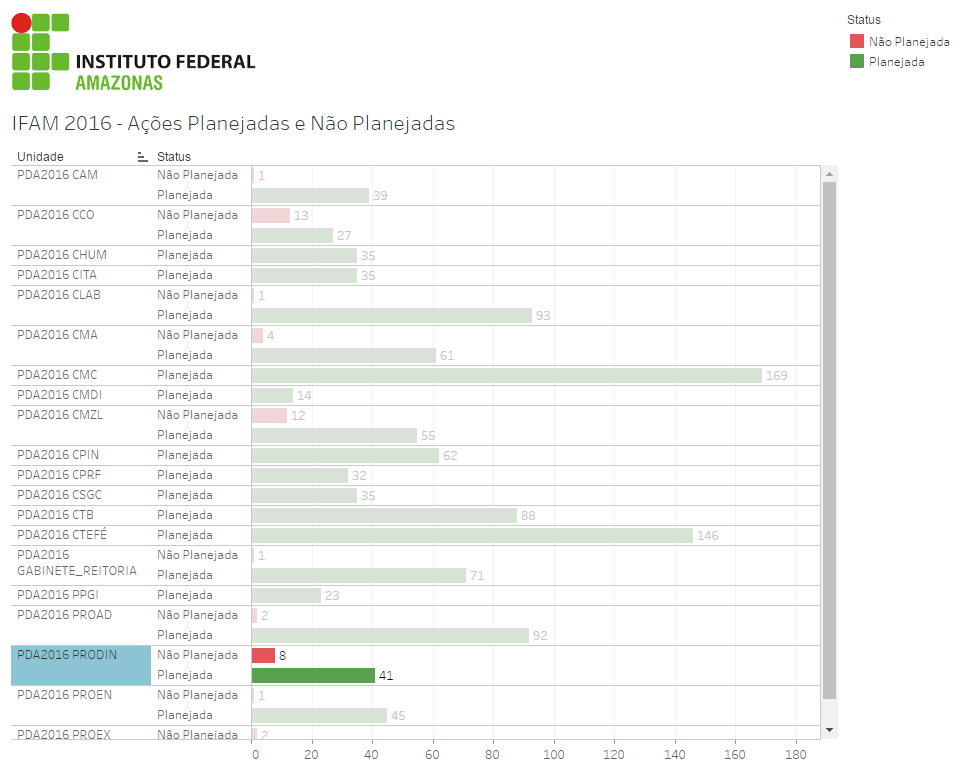 INSTITUTO FEDERAL
AMAZONAS
Status
Não Planejada
Planejada
IFAM 2016 - Ações Planejadas e Não Planejadas
Unidade Status
PDA2016 CAM Não Planejada 1
Planejada 39
PDA2016 CCO Não Planejada 13
Planejada 27
PDA2016 CHUM Planejada 35
PDA2016 CITA Planejada 35
PDA2016 CLAB Não Planejada 1
Planejada 93
PDA2016 CMA Não Planejada 4
Planejada 61
PDA2016 CMC Planejada 169
PDA2016 CMDI Planejada 14
PDA2016 CMZL Não Planejada 12
Planejada 55
PDA2016 CPIN Planejada 62
PDA2016 CPRF Planejada 32
PDA2016 CSGC Planejada 35
PDA2016 CTB Planejada 88
PDA2016 CTEFÉ Planejada 146
PDA2016 Não Planejada 1
GABINETE_REITORIA Planejada 71
PDA2016 PPGI Planejada 23
PDA2016 PROAD Não Planejada 2
Planejada 92
PDA2016 PRODIN Não Planejada 8
Planejada 41
PDA2016 PROEN Não Planejada 1
Planejada 45
PDA2016 PROEX Não Planejada 2
0 20 40 60 80 100 120 140 160 180